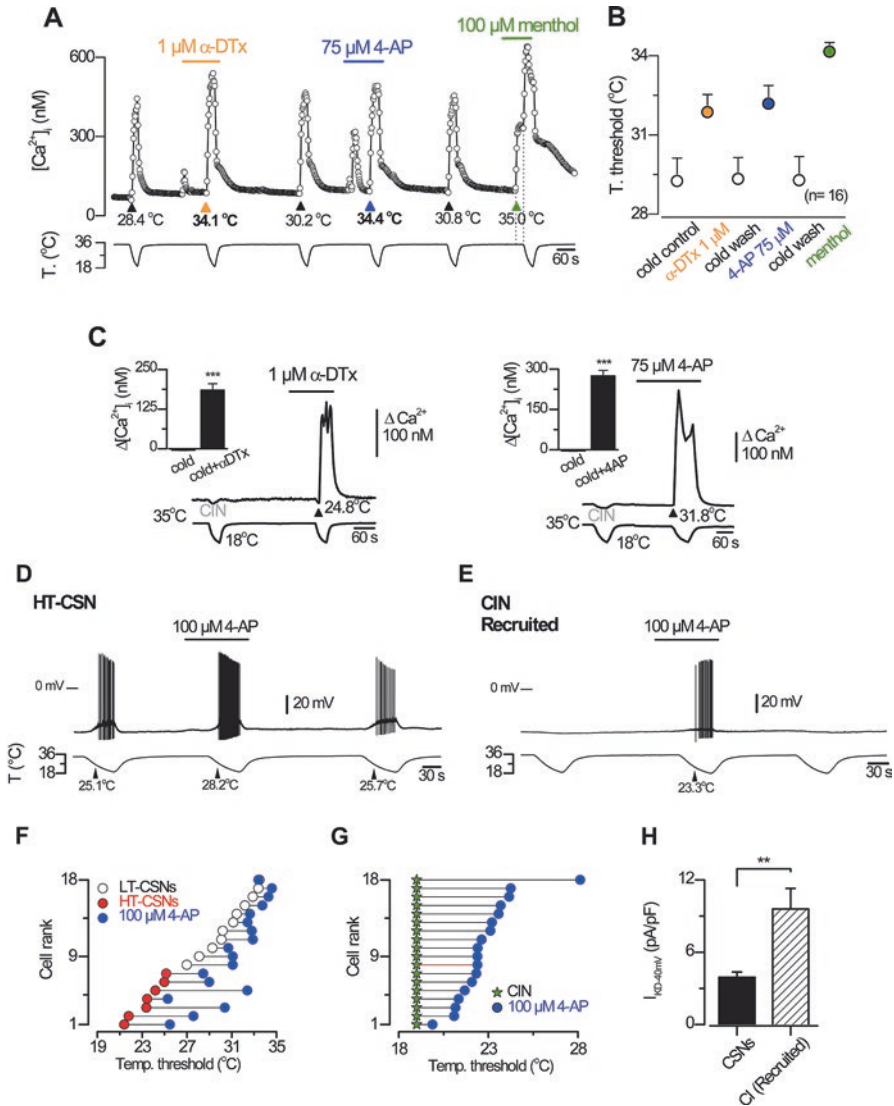 A
1 µM α-DTx
75 µM 4-AP
100 µM menthol
600
300
0
[Ca²⁺]ᵢ (nM)
28.4 °C
34.1 °C
30.2 °C
34.4 °C
30.8 °C
35.0 °C
T. (°C)
36
18
60 s
B
T. threshold (°C)
34
31
28
(n= 16)
cold control
α-DTx 1 µM
cold wash
4-AP 75 µM
cold wash
menthol
C
Δ[Ca²⁺]ᵢ (nM)
250
125
0
***
cold
cold+αDTx
1 µM α-DTx
Δ Ca²⁺
100 nM
CIN
35°C
18°C
24.8°C
60 s
Δ[Ca²⁺]ᵢ (nM)
300
150
0
***
cold
cold+4AP
75 µM 4-AP
Δ Ca²⁺
100 nM
CIN
35°C
18°C
31.8°C
60 s
D
HT-CSN
100 µM 4-AP
0 mV
20 mV
T (°C)
36
18
25.1°C
28.2°C
25.7°C
30 s
E
CIN
Recruited
100 µM 4-AP
0 mV
20 mV
36
18
23.3°C
30 s
F
Cell rank
18
9
1
LT-CSNs
HT-CSNs
100 µM 4-AP
19 23 27 31 35
Temp. threshold (°C)
G
Cell rank
18
9
1
CIN
100 µM 4-AP
18 23 28
Temp. threshold (°C)
H
I KD-40mV (pA/pF)
12
6
0
**
CSNs
CI (Recruited)